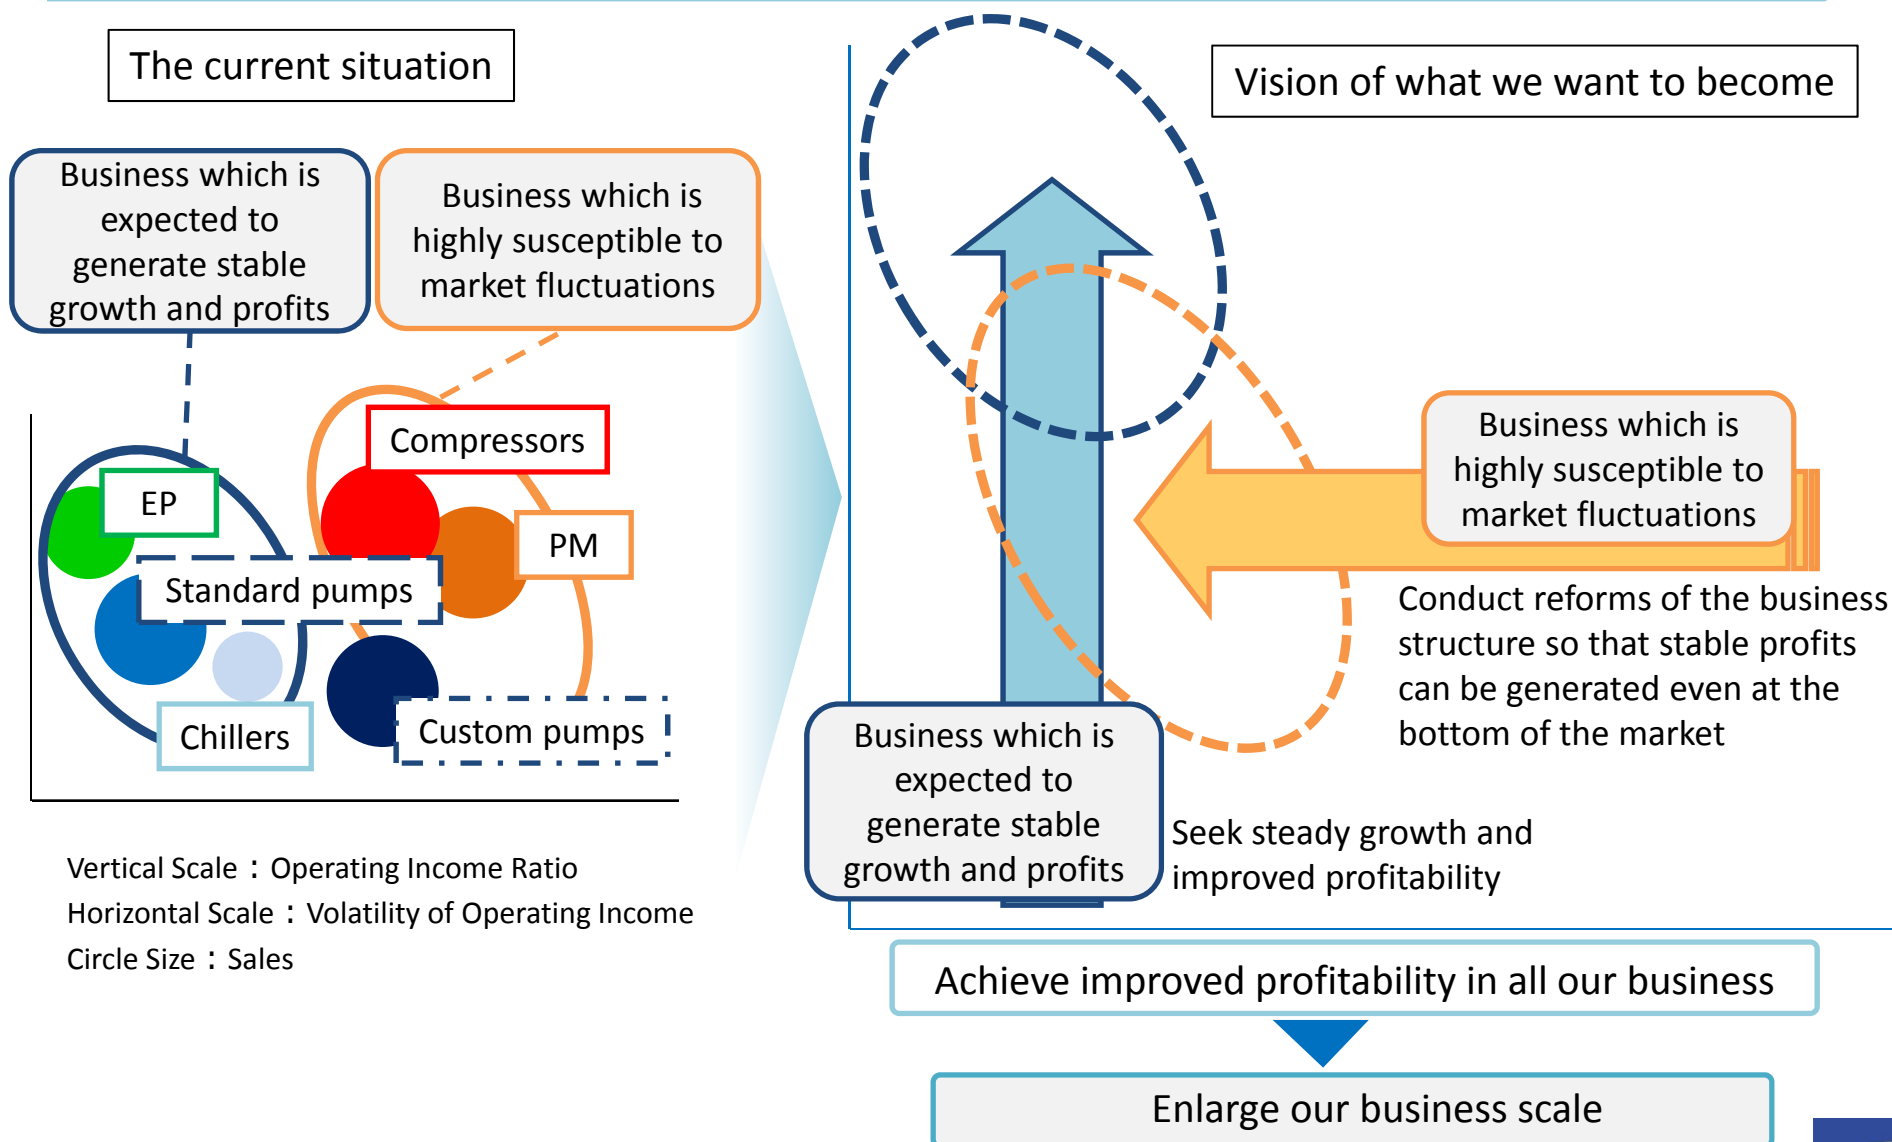 The current situation
Vision of what we want to become
Business which is
expected to
generate stable
growth and profits
Business which is
highly susceptible to
market fluctuations
Compressors
EP
PM
Standard pumps
Chillers
Custom pumps
Vertical Scale：Operating Income Ratio
Horizontal Scale：Volatility of Operating Income
Circle Size：Sales
Business which is
highly susceptible to
market fluctuations
Conduct reforms of the business
structure so that stable profits
can be generated even at the
bottom of the market
Business which is
expected to
generate stable
growth and profits
Seek steady growth and
improved profitability
Achieve improved profitability in all our business
Enlarge our business scale